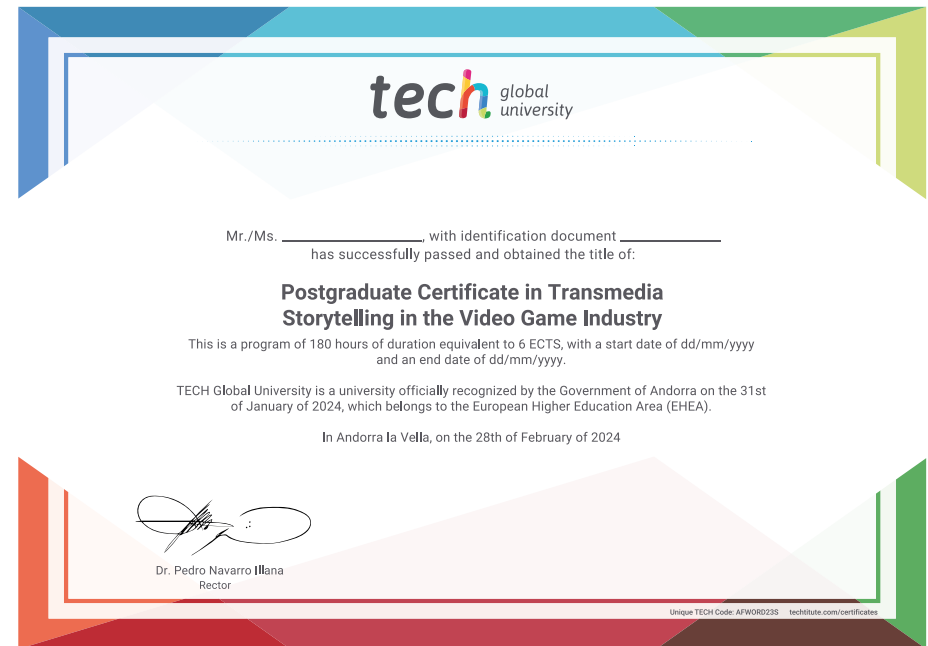 tech global
university
Mr./Ms. ____________, with identification document ____________
has successfully passed and obtained the title of:
Postgraduate Certificate in Transmedia
Storytelling in the Video Game Industry
This is a program of 180 hours of duration equivalent to 6 ECTS, with a start date of dd/mm/yyyy
and an end date of dd/mm/yyyy.
TECH Global University is a university officially recognized by the Government of Andorra on the 31st
of January of 2024, which belongs to the European Higher Education Area (EHEA).
In Andorra la Vella, on the 28th of February of 2024
Dr. Pedro Navarro Illana
Rector
Unique TECH Code: AFWORD23S techtitute.com/certificates